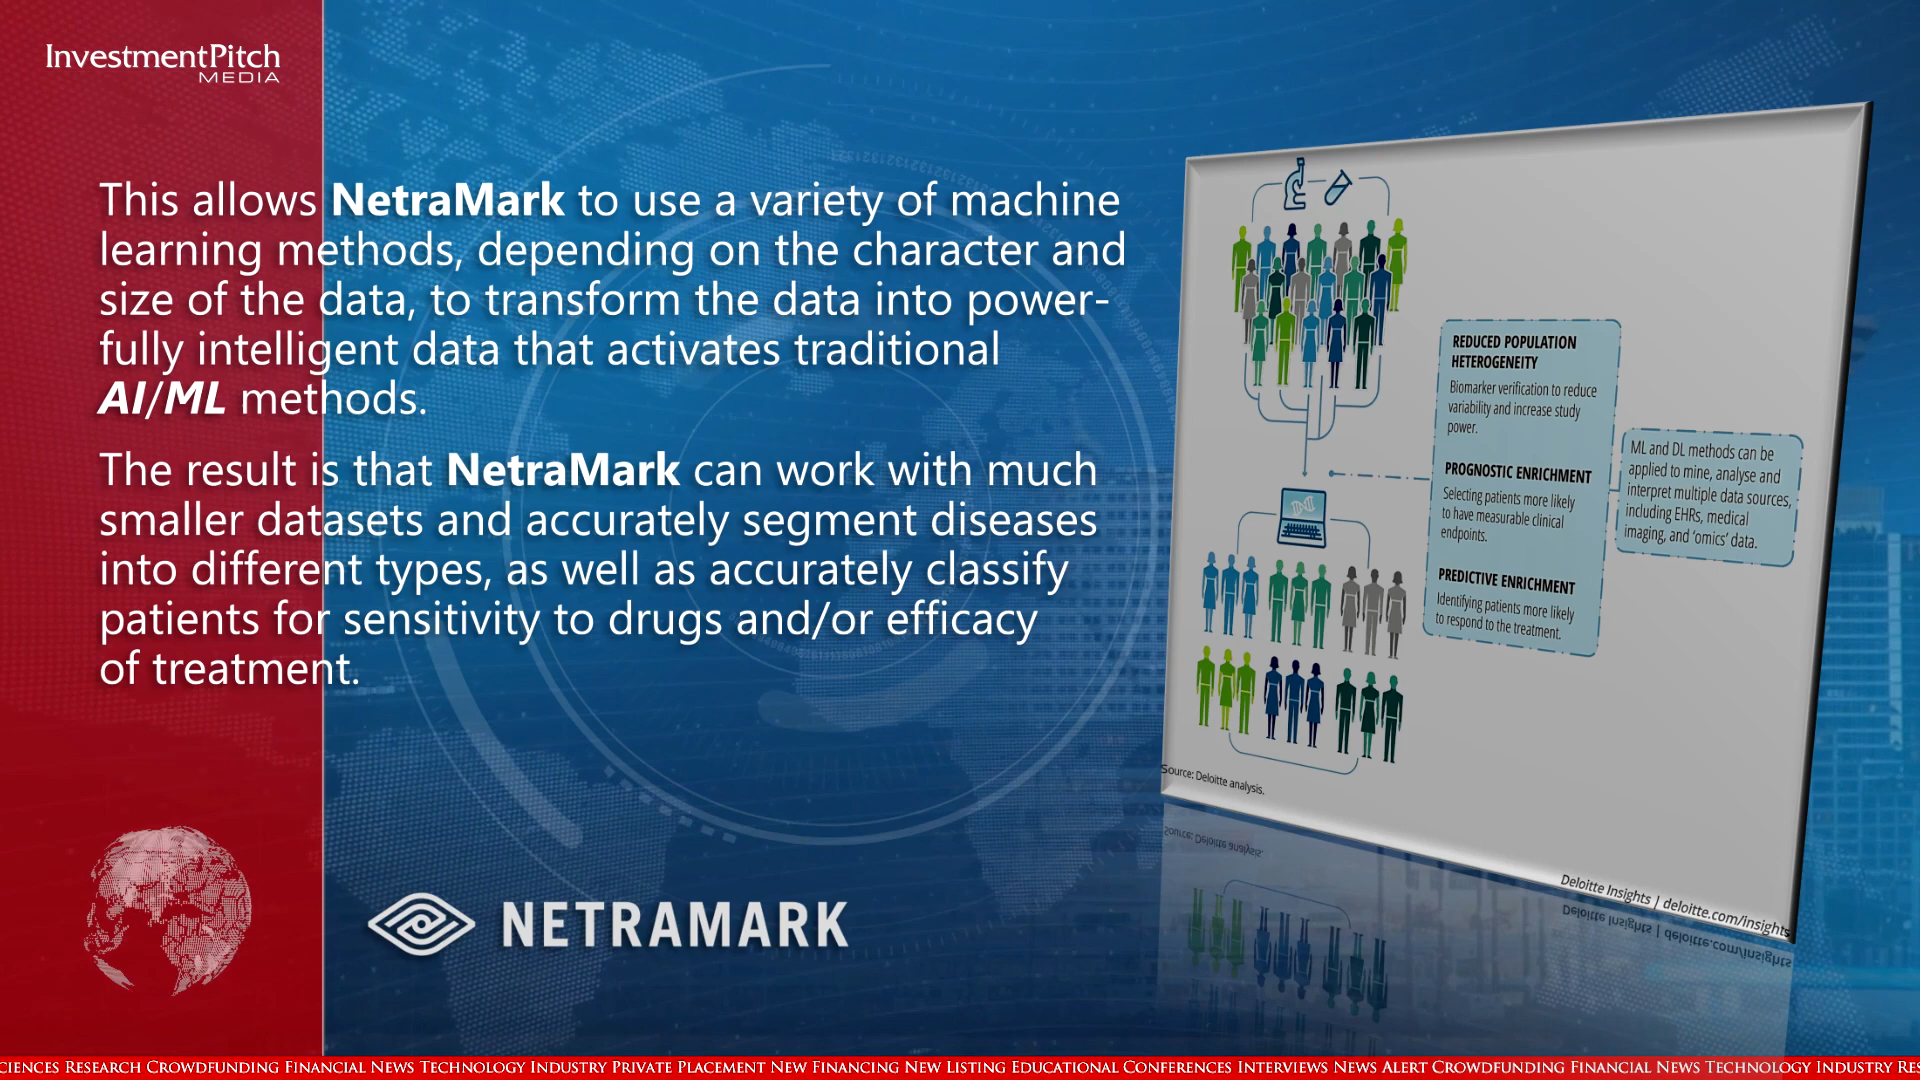 InvestmentPitch
MEDIA
This allows NetraMark to use a variety of machine
learning methods, depending on the character and
size of the data, to transform the data into power-
fully intelligent data that activates traditional
AI/ML methods.
The result is that NetraMark can work with much
smaller datasets and accurately segment diseases
into different types, as well as accurately classify
patients for sensitivity to drugs and/or efficacy
of treatment.
NETRAMARK
REDUCED POPULATION
HETEROGENEITY
Biomarker verification to reduce
variability and increase study
power.
PROGNOSTIC ENRICHMENT
Selecting patients more likely
to have measurable clinical
endpoints.
PREDICTIVE ENRICHMENT
Identifying patients more likely
to respond to the treatment.
ML and DL methods can be
applied to mine, analyse and
interpret multiple data sources,
including EHRs, medical
imaging, and ‘omics’ data.
Source: Deloitte analysis.
Deloitte Insights | deloitte.com/insights
CIENCES RESEARCH CROWDFUNDING FINANCIAL NEWS TECHNOLOGY INDUSTRY PRIVATE PLACEMENT NEW FINANCING NEW LISTING EDUCATIONAL CONFERENCES INTERVIEWS NEWS ALERT CROWDFUNDING FINANCIAL NEWS TECHNOLOGY INDUSTRY RES